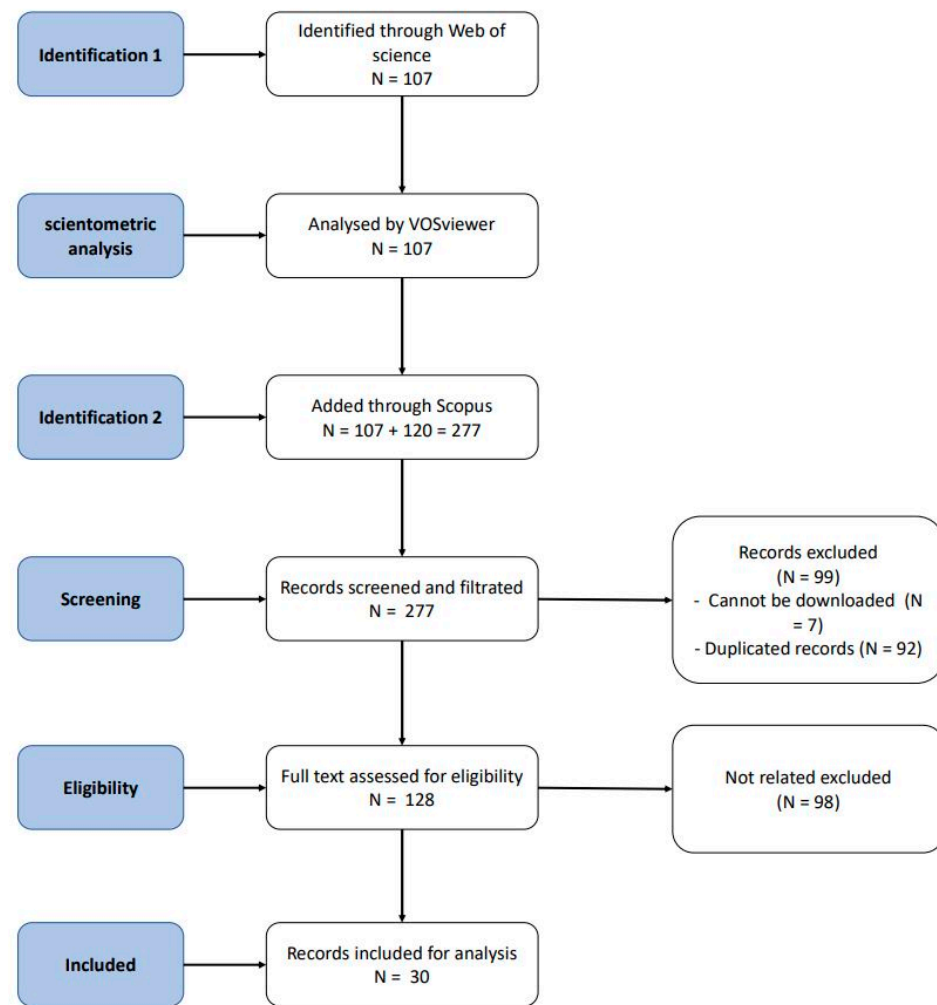 Identification 1
Identified through Web of
science
N = 107
scientometric
analysis
Analysed by VOSviewer
N = 107
Identification 2
Added through Scopus
N = 107 + 120 = 277
Screening
Records screened and filtrated
N = 277
Records excluded
(N = 99)
- Cannot be downloaded (N
= 7)
- Duplicated records (N = 92)
Eligibility
Full text assessed for eligibility
N = 128
Not related excluded
(N = 98)
Included
Records included for analysis
N = 30